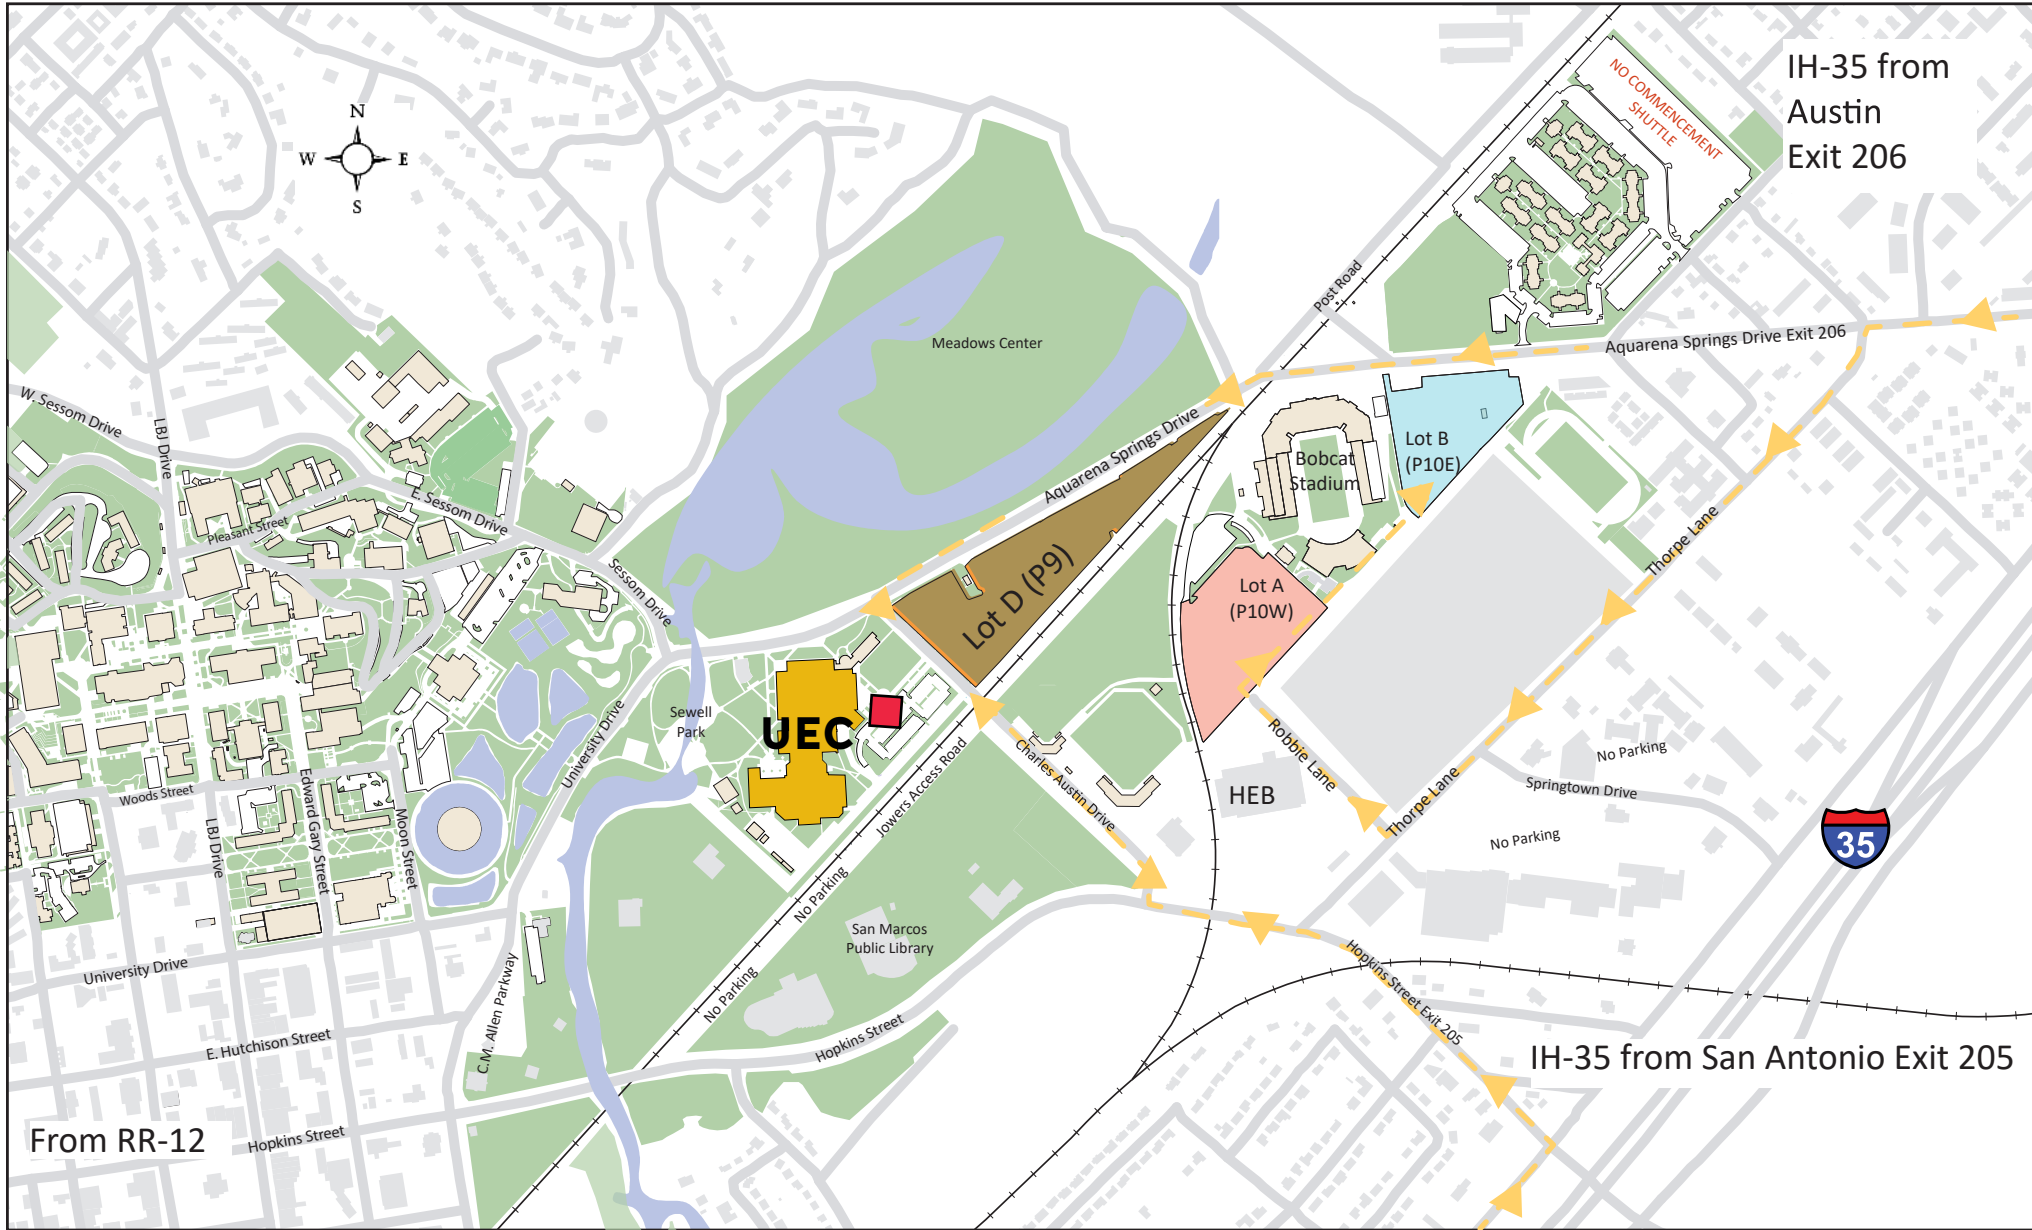 IH-35 from
Austin
Exit 206
NO COMMENCEMENT
SHUTTLE
N
W
E
S
Post Road
Meadows Center
Aquarena Springs Drive Exit 206
W. Sessom Drive
LBJ Drive
Aquarena Springs Drive
Lot B
(P10E)
Bobcat
Stadium
E. Sessom Drive
Pleasant Street
Thorpe Lane
Sessom Drive
Lot D (P9)
Lot A
(P10W)
Sewell
Park
UEC
University Drive
Robbie Lane
No Parking
Charles Austin Drive
Jowers Access Road
Springtown Drive
Woods Street
HEB
Thorpe Lane
LBJ Drive
Edward Gary Street
Moon Street
No Parking
35
No Parking
San Marcos
Public Library
University Drive
C.M. Allen Parkway
No Parking
Hopkins Street Exit 205
E. Hutchison Street
Hopkins Street
IH-35 from San Antonio Exit 205
From RR-12
Hopkins Street